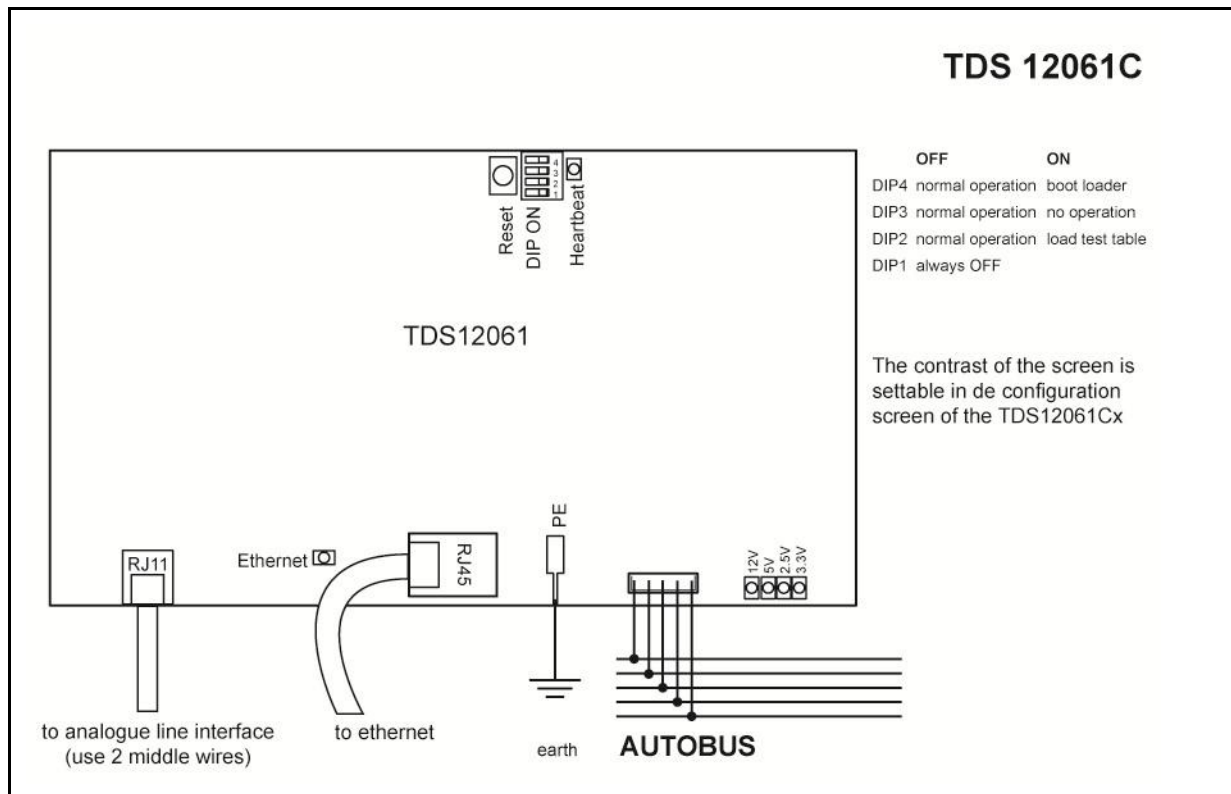 TDS 12061C
OFF ON
DIP4 normal operation boot loader
DIP3 normal operation no operation
DIP2 normal operation load test table
DIP1 always OFF
4
3
2
1
Reset
DIP ON
Heartbeat
TDS12061
The contrast of the screen is
settable in de configuration
screen of the TDS12061Cx
RJ11
Ethernet
RJ45
PE
12V
5V
2.5V
3.3V
to analogue line interface
(use 2 middle wires)
to ethernet
earth
AUTOBUS